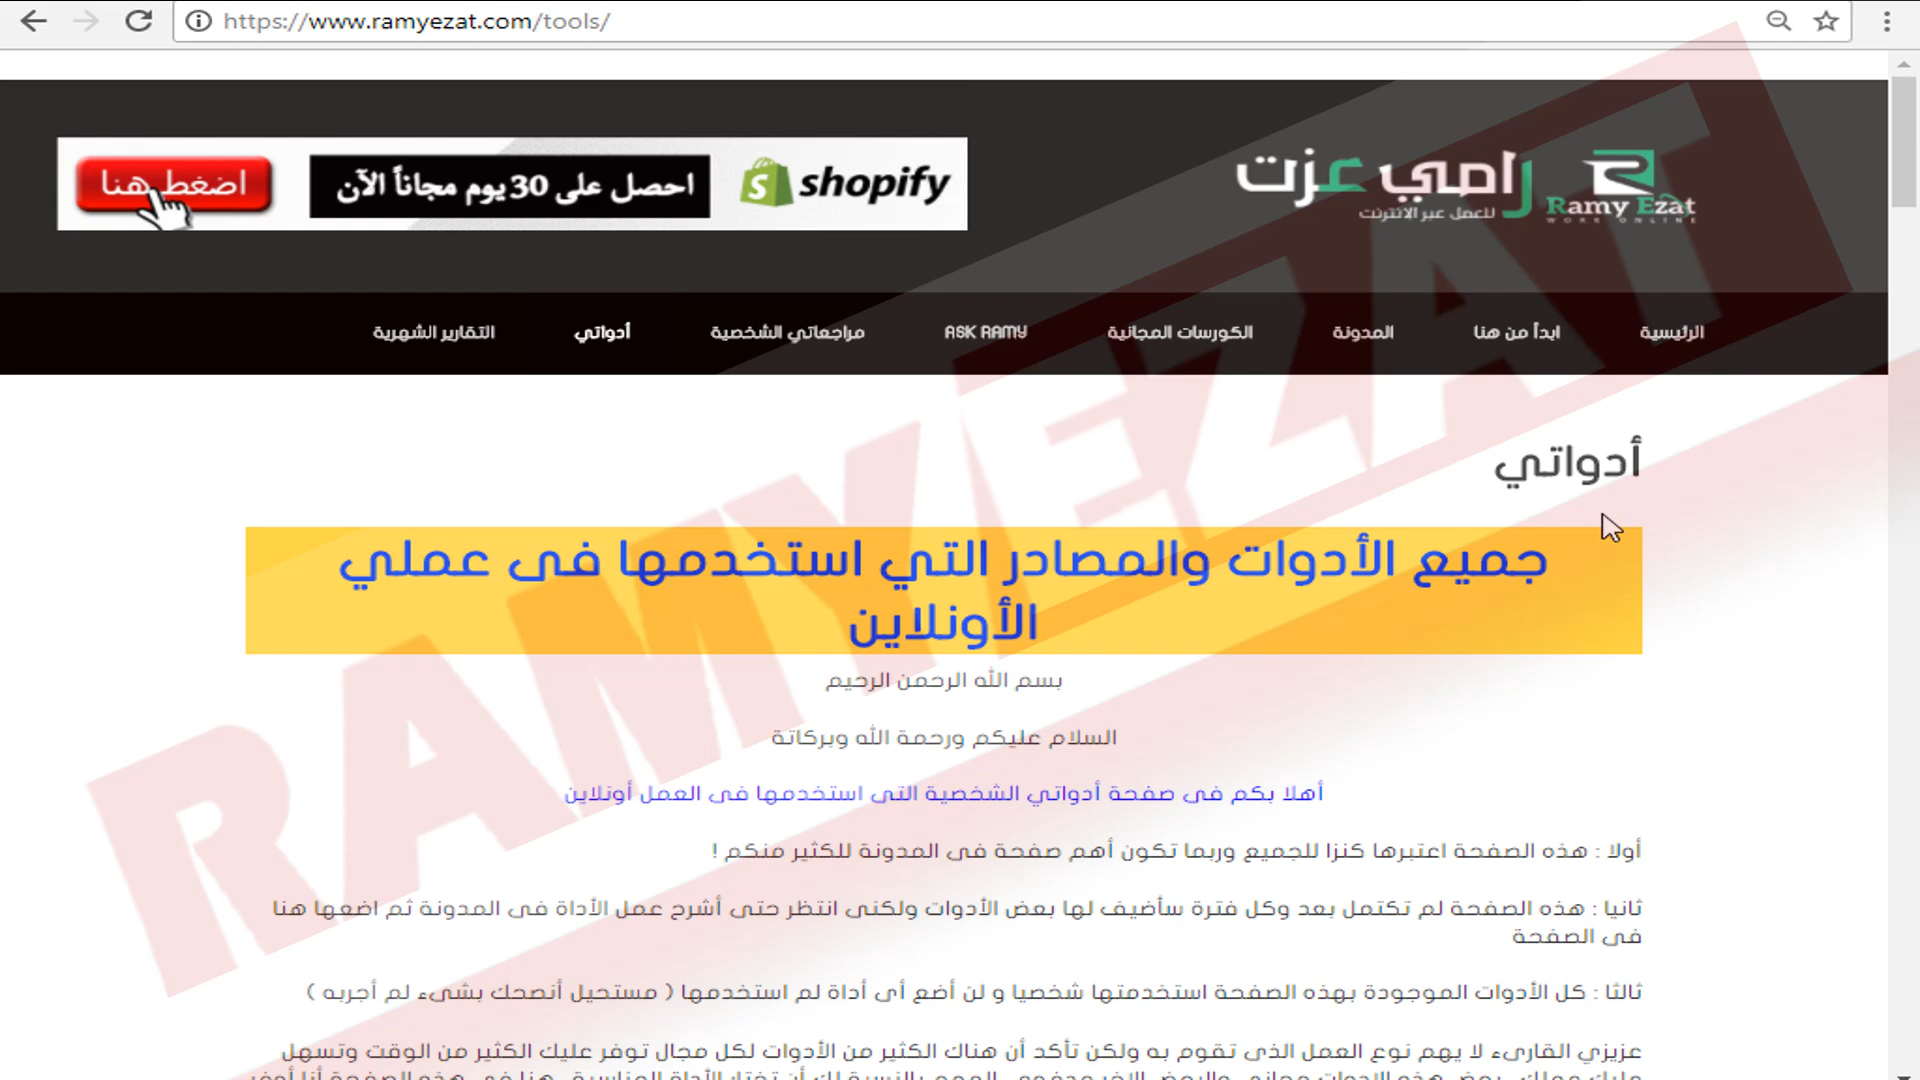 https://www.ramyezat.com/tools/
اضغط هنا
احصل على 30 يوم مجاناً الآن
shopify
رامي عزت
للعمل عبر الانترنت
Ramy Ezat
WORK ONLINE
الرئيسية
ابدأ من هنا
المدونة
الكورسات المجانية
ASK RAMY
مراجعاتي الشخصية
أدواتي
التقارير الشهرية
أدواتي
جميع الأدوات والمصادر التي استخدمها فى عملي
الأونلاين
بسم الله الرحمن الرحيم
السلام عليكم ورحمة الله وبركاتة
أهلا بكم فى صفحة أدواتي الشخصية التى استخدمها فى العمل أونلاين
أولا : هذه الصفحة اعتبرها كنزا للجميع وربما تكون أهم صفحة فى المدونة للكثير منكم !
ثانيا : هذه الصفحة لم تكتمل بعد وكل فترة سأضيف لها بعض الأدوات ولكنى انتظر حتى أشرح عمل الأداة فى المدونة ثم اضعها هنا
فى الصفحة
ثالثا : كل الأدوات الموجودة بهذه الصفحة استخدمتها شخصيا و لن أضع أى أداة لم استخدمها ( مستحيل أنصحك بشىء لم أجربه )
عزيزي القارىء لا يهم نوع العمل الذى تقوم به ولكن تأكد أن هناك الكثير من الأدوات لكل مجال توفر عليك الكثير من الوقت وتسهل
RAMYEZAT